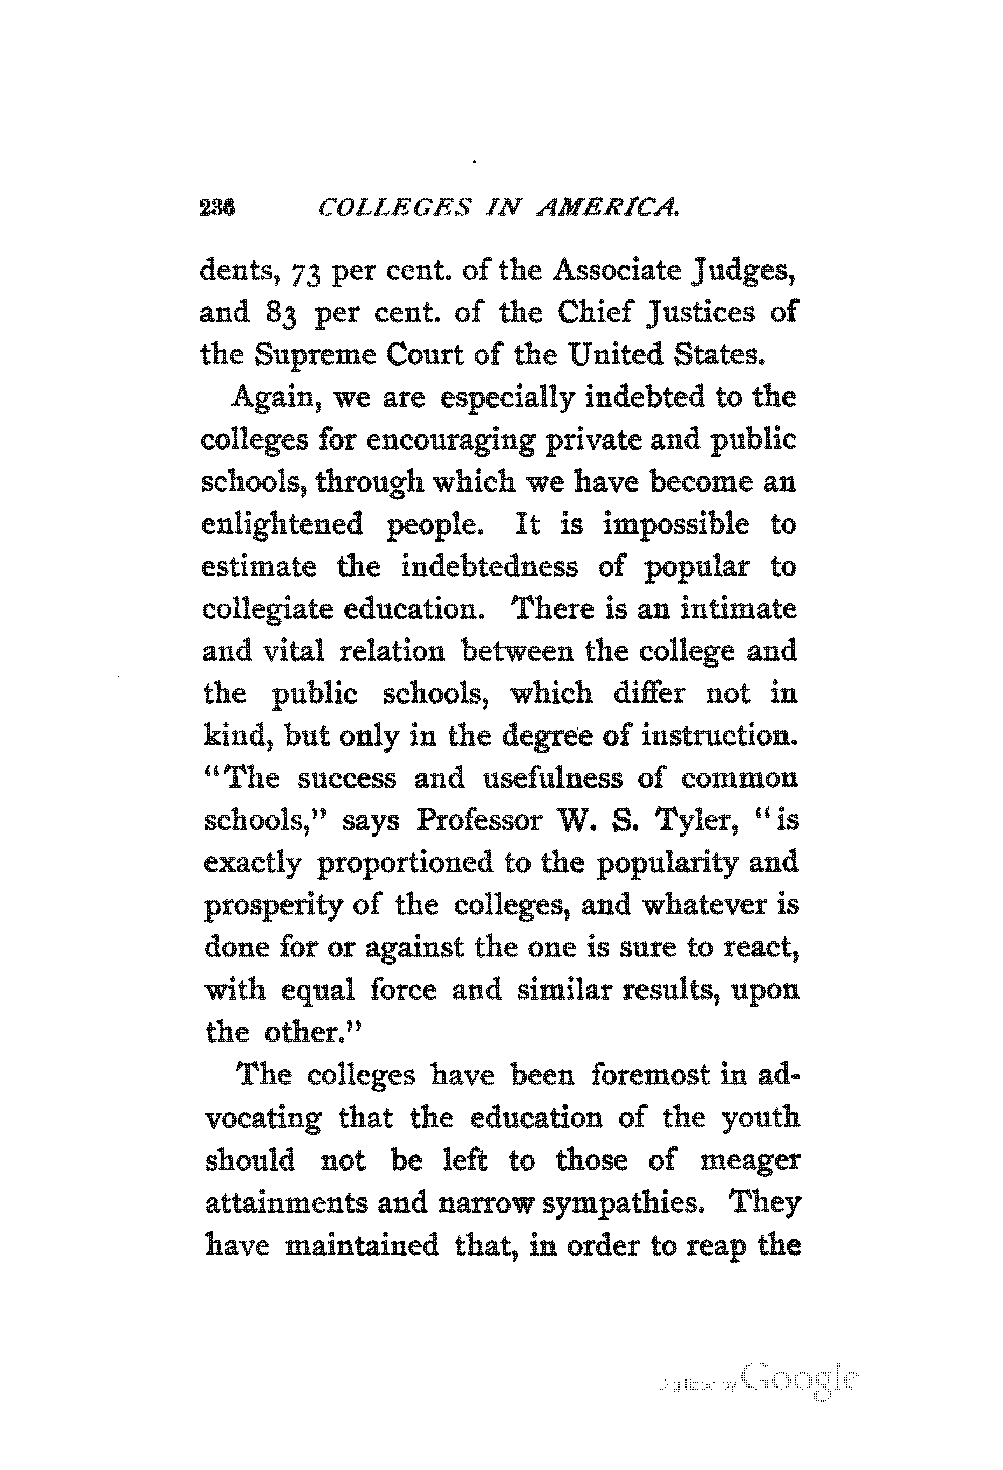 236 COLLEGES IN AMERICA.
dents, 73 per cent. of the Associate Judges,
and 83 per cent. of the Chief Justices of
the Supreme Court of the United States.
Again, we are especially indebted to the
colleges for encouraging private and public
schools, through which we have become an
enlightened people. It is impossible to
estimate the indebtedness of popular to
collegiate education. There is an intimate
and vital relation between the college and
the public schools, which differ not in
kind, but only in the degree of instruction.
“The success and usefulness of common
schools,” says Professor W. S. Tyler, “is
exactly proportioned to the popularity and
prosperity of the colleges, and whatever is
done for or against the one is sure to react,
with equal force and similar results, upon
the other.”
The colleges have been foremost in ad-
vocating that the education of the youth
should not be left to those of meager
attainments and narrow sympathies. They
have maintained that, in order to reap the
Digitized by Google